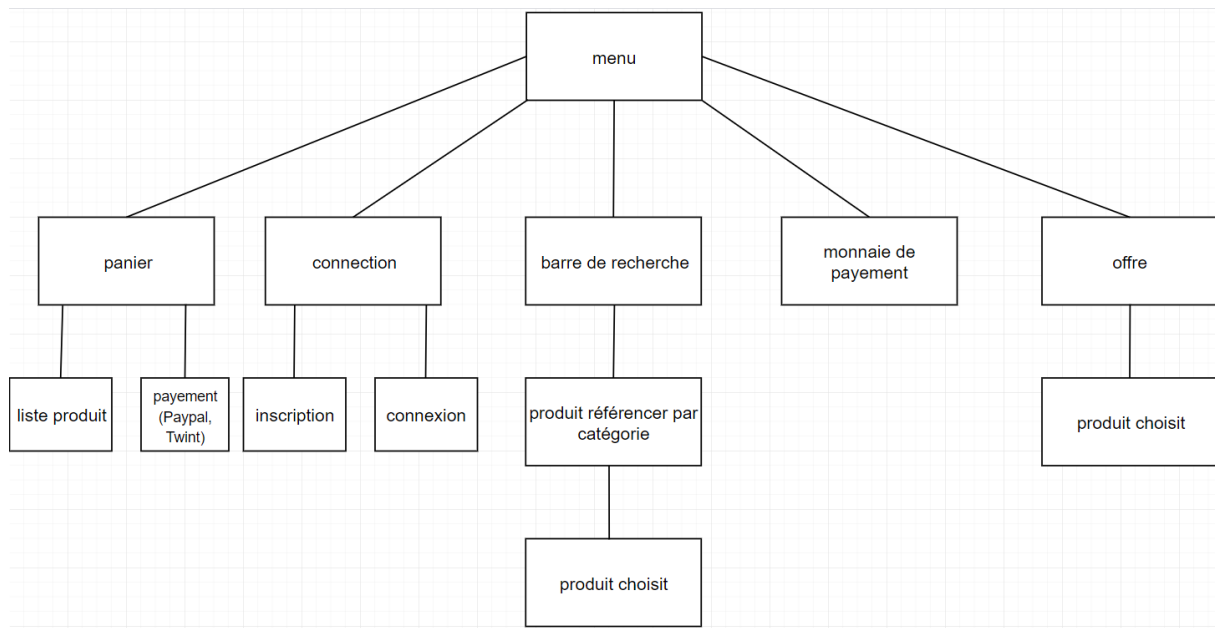 menu
panier
connection
barre de recherche
monnaie de
payement
offre
liste produit
payement
(Paypal,
Twint)
inscription
connexion
produit référencer par
catégorie
produit choisit
produit choisit